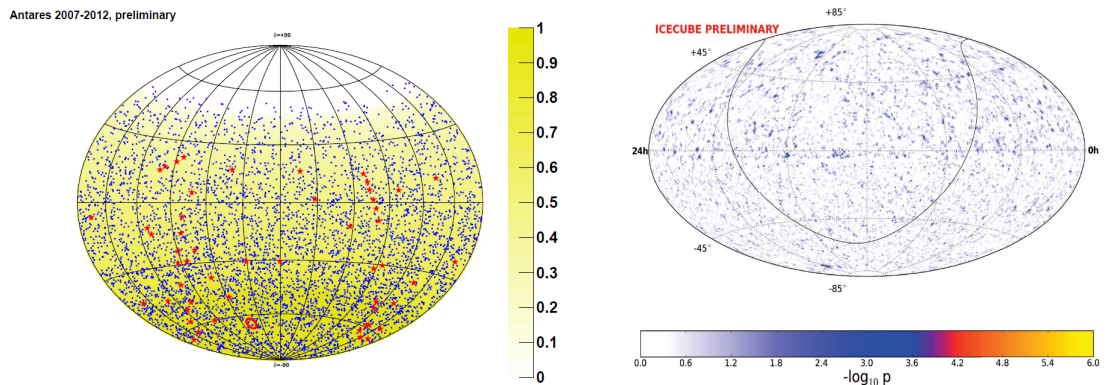 Antares 2007-2012, preliminary
δ=+90
δ=-90
1
0.9
0.8
0.7
0.6
0.5
0.4
0.3
0.2
0.1
0
ICECUBE PRELIMINARY
+85°
+45°
24h
0h
-45°
-85°
0.0 0.6 1.2 1.8 2.4 3.0 3.6 4.2 4.8 5.4 6.0
-log10 p